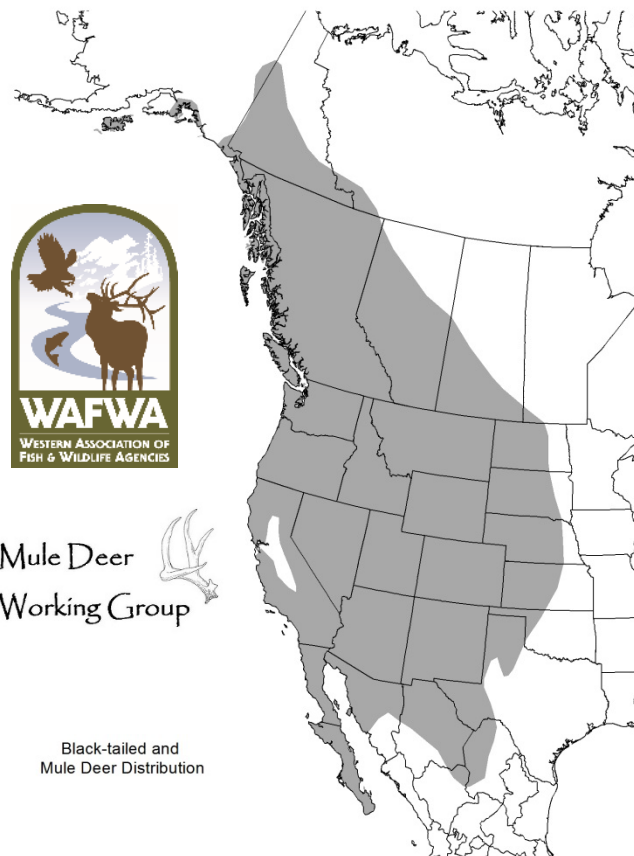 WAFWA
WESTERN ASSOCIATION OF
FISH & WILDLIFE AGENCIES
Mule Deer
Working Group
Black-tailed and
Mule Deer Distribution